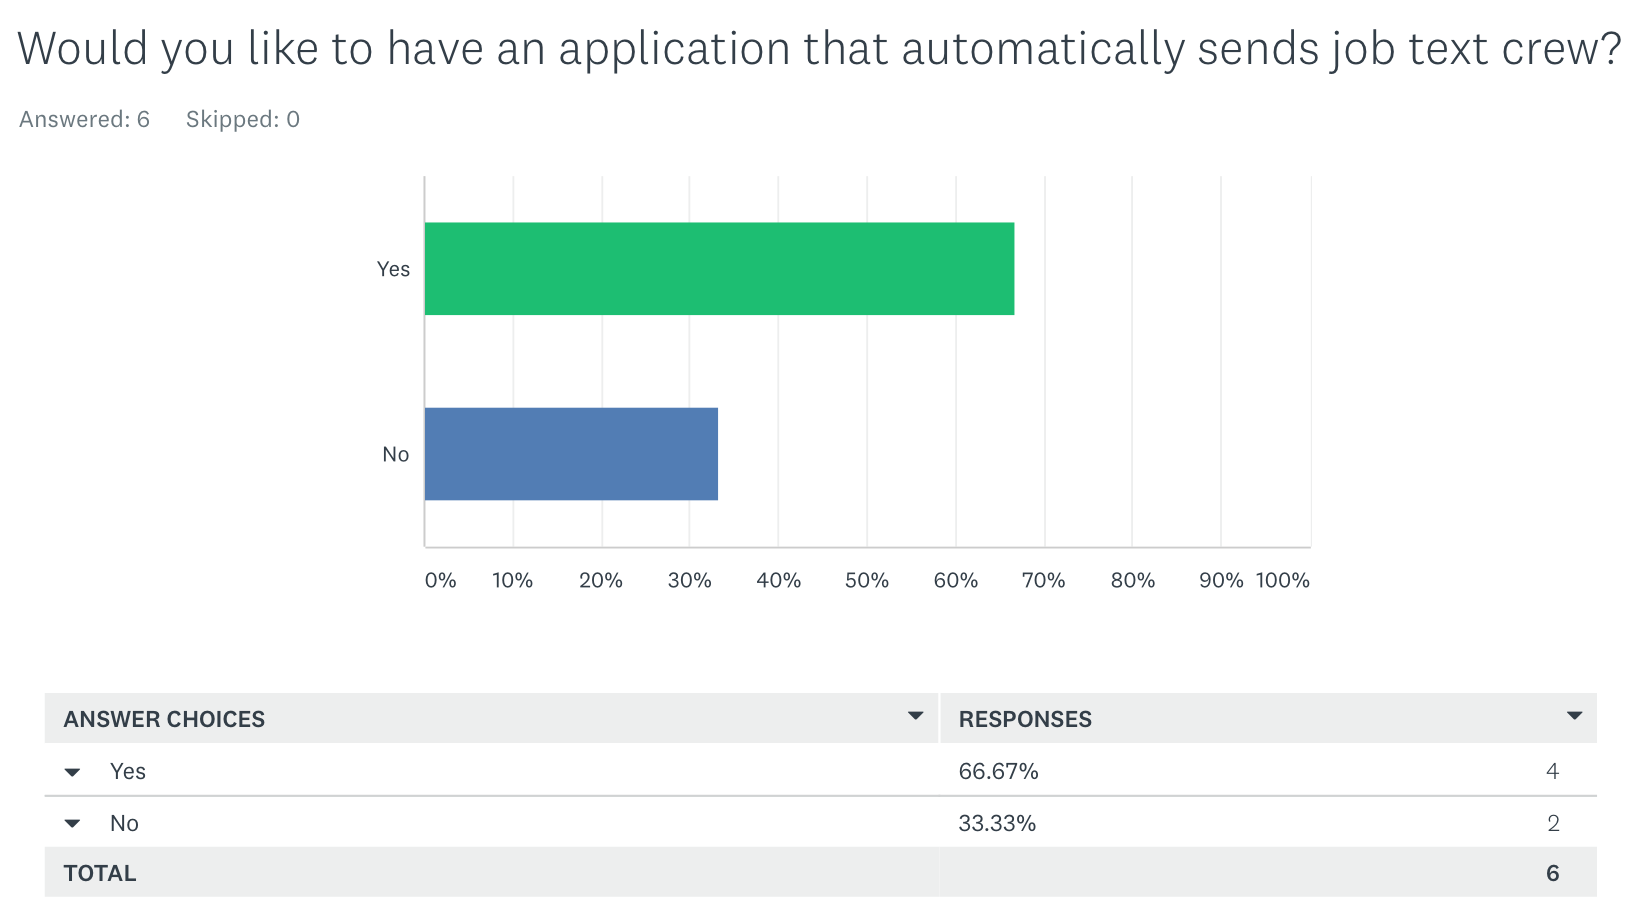 Would you like to have an application that automatically sends job text crew?
Answered: 6 Skipped: 0
Yes
No
0% 10% 20% 30% 40% 50% 60% 70% 80% 90% 100%
ANSWER CHOICES RESPONSES
Yes 66.67% 4
No 33.33% 2
TOTAL 6